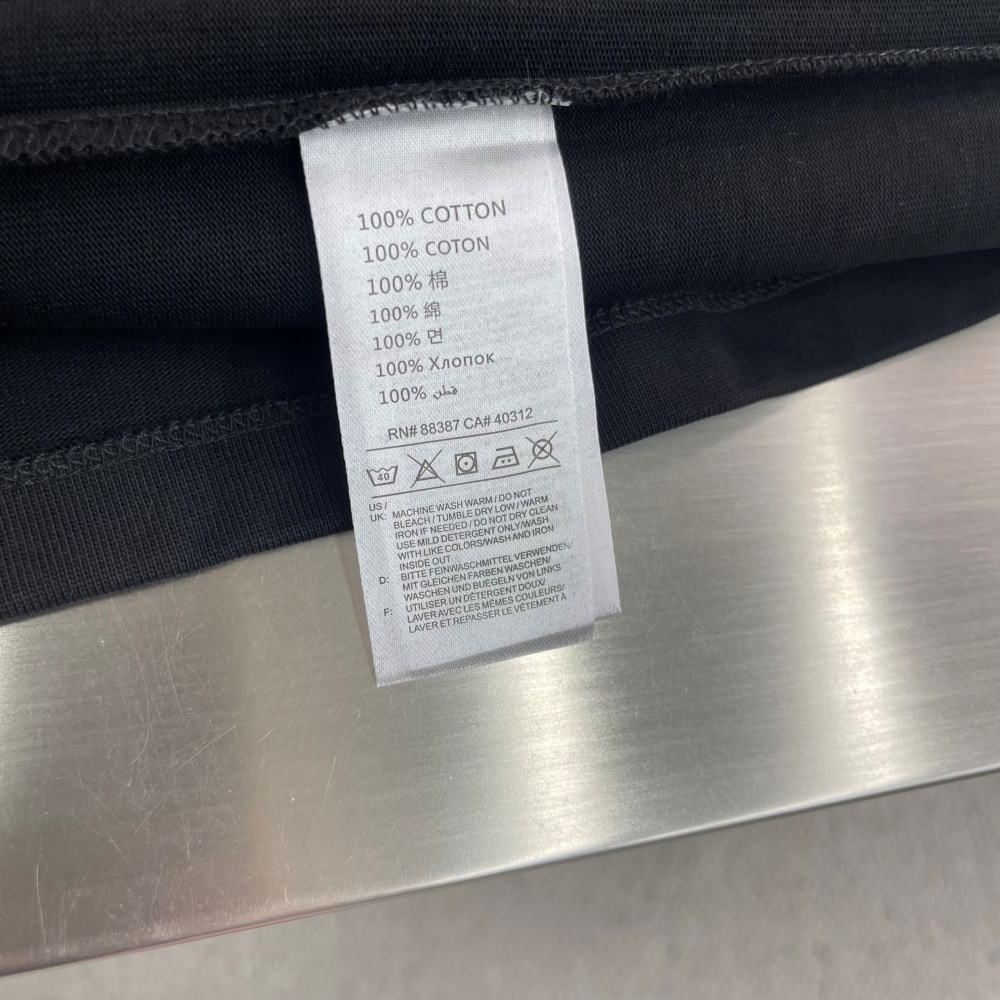 100% COTTON
100% COTON
100% 棉
100% 綿
100% 면
100% Хлопок
100% قطن
RN# 88387 CA# 40312
40
US / UK: MACHINE WASH WARM / DO NOT
BLEACH / TUMBLE DRY LOW / WARM
IRON IF NEEDED / DO NOT DRY CLEAN
USE MILD DETERGENT ONLY/WASH
WITH LIKE COLORS/WASH AND IRON
INSIDE OUT
D: BITTE FEINWASCHMITTEL VERWENDEN/
MIT GLEICHEN FARBEN WASCHEN/
WASCHEN UND BUEGELN VON LINKS
F: UTILISER UN DÉTERGENT DOUX/
LAVER AVEC LES MÊMES COULEURS/
LAVER ET REPASSER LE VÊTEMENT À